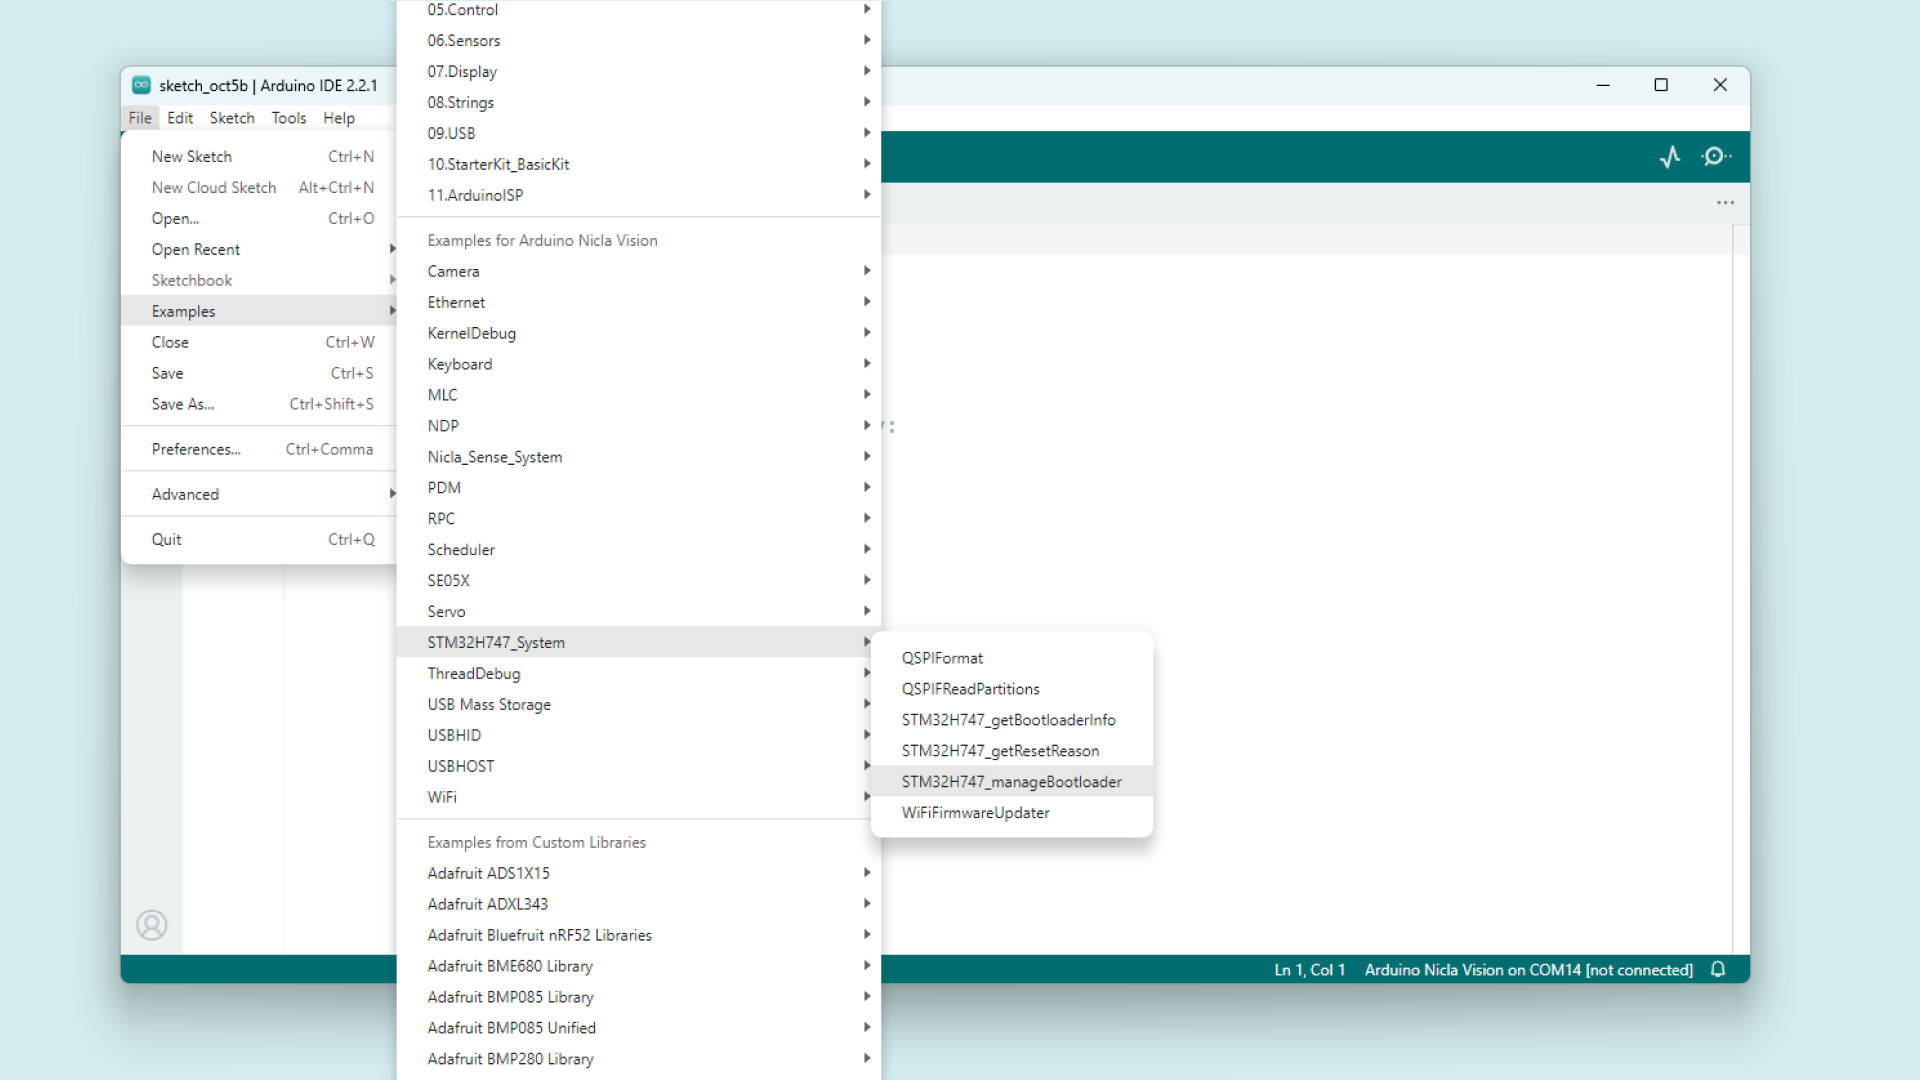 sketch_oct5b | Arduino IDE 2.2.1
File Edit Sketch Tools Help
New Sketch Ctrl+N
New Cloud Sketch Alt+Ctrl+N
Open... Ctrl+O
Open Recent
Sketchbook
Examples
Close Ctrl+W
Save Ctrl+S
Save As... Ctrl+Shift+S
Preferences... Ctrl+Comma
Advanced
Quit Ctrl+Q
05.Control
06.Sensors
07.Display
08.Strings
09.USB
10.StarterKit_BasicKit
11.ArduinoISP
Examples for Arduino Nicla Vision
Camera
Ethernet
KernelDebug
Keyboard
MLC
NDP
Nicla_Sense_System
PDM
RPC
Scheduler
SE05X
Servo
STM32H747_System
ThreadDebug
USB Mass Storage
USBHID
USBHOST
WiFi
Examples from Custom Libraries
Adafruit ADS1X15
Adafruit ADXL343
Adafruit Bluefruit nRF52 Libraries
Adafruit BME680 Library
Adafruit BMP085 Library
Adafruit BMP085 Unified
Adafruit BMP280 Library
QSPIFormat
QSPIFReadPartitions
STM32H747_getBootloaderInfo
STM32H747_getResetReason
STM32H747_manageBootloader
WiFiFirmwareUpdater
Ln 1, Col 1 Arduino Nicla Vision on COM14 [not connected]